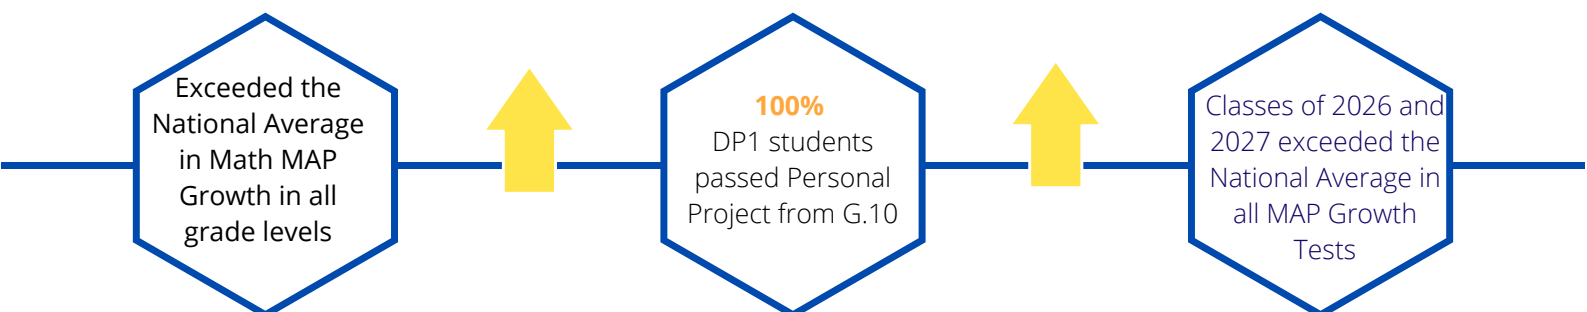 Exceeded the
National Average
in Math MAP
Growth in all
grade levels
100%
DP1 students
passed Personal
Project from G.10
Classes of 2026 and
2027 exceeded the
National Average in
all MAP Growth
Tests